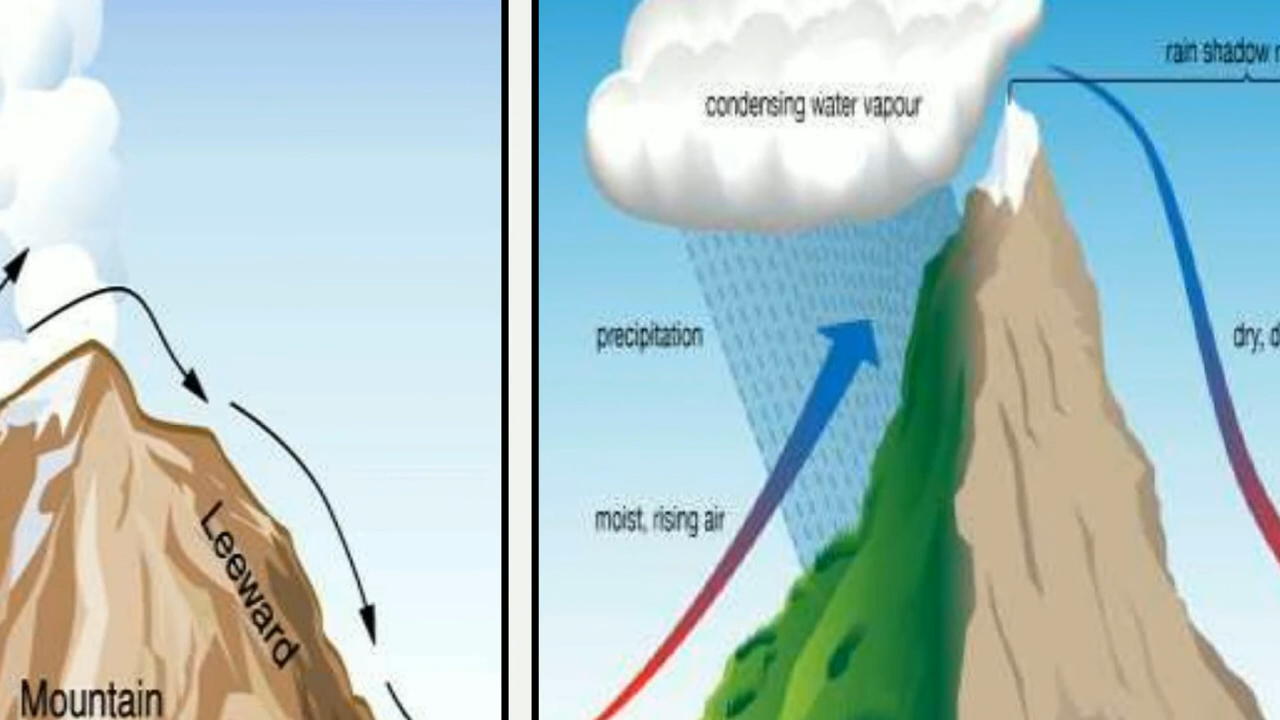 Leeward
Mountain
condensing water vapour
rain shadow
precipitation
dry,
moist, rising air